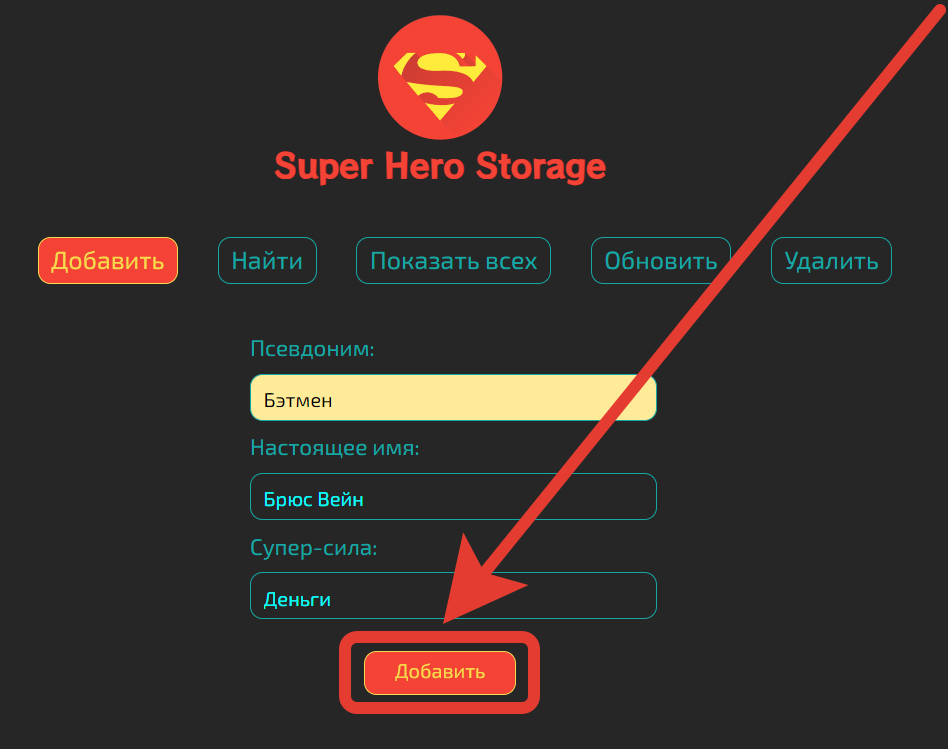 Super Hero Storage
Добавить Найти Показать всех Обновить Удалить
Псевдоним:
Бэтмен
Настоящее имя:
Брюс Вейн
Супер-сила:
Деньги
Добавить